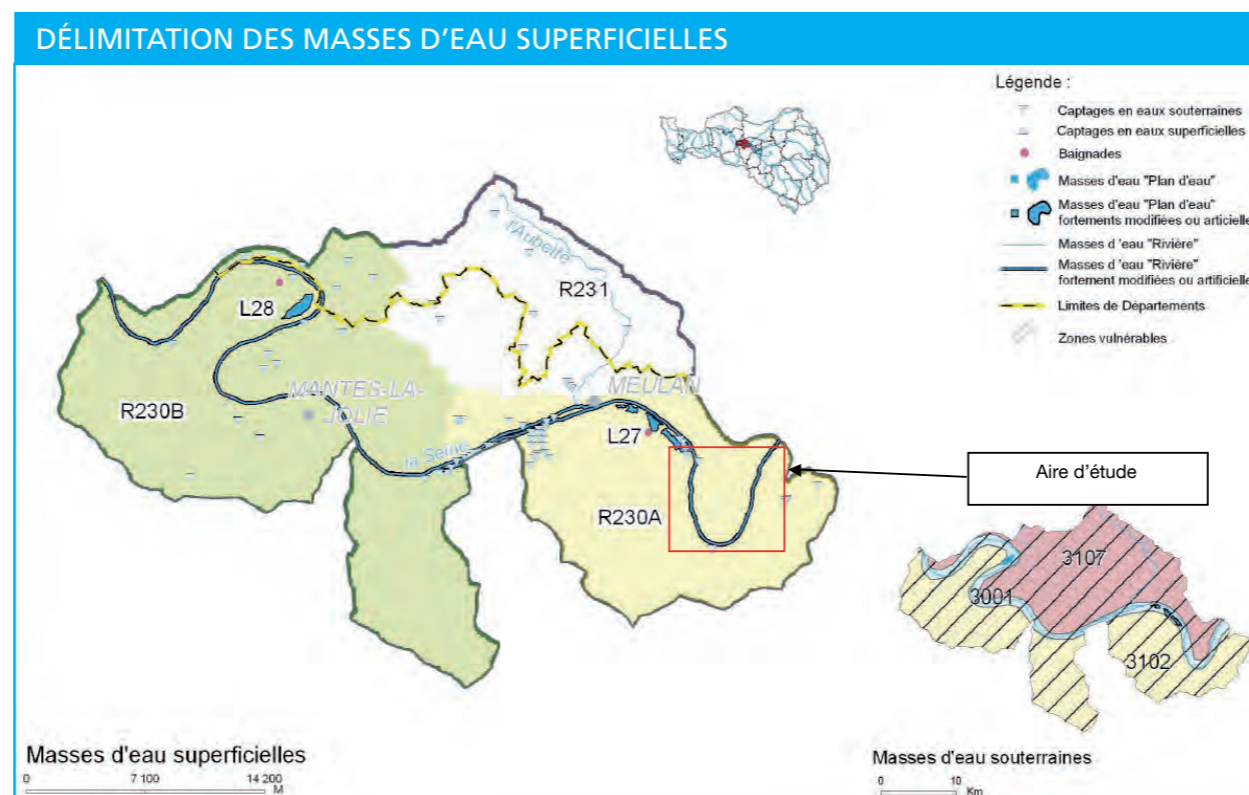 DÉLIMITATION DES MASSES D'EAU SUPERFICIELLES
Légende :
Captages en eaux souterraines
Captages en eaux superficielles
Baignades
Masses d'eau "Plan d'eau"
Masses d'eau "Plan d'eau"
fortements modifiées ou articielle
Masses d'eau "Rivière"
Masses d'eau "Rivière"
fortement modifiées ou artificielle
Limites de Départements
Zones vulnérables
l'Aubette
R231
L28
MANTES-LA-
JOLIE
MEULAN
R230B
la Seine
L27
R230A
Aire d'étude
3107
3001
3102
Masses d'eau superficielles
0 7 100 14 200
M
Masses d'eau souterraines
0 10
Km